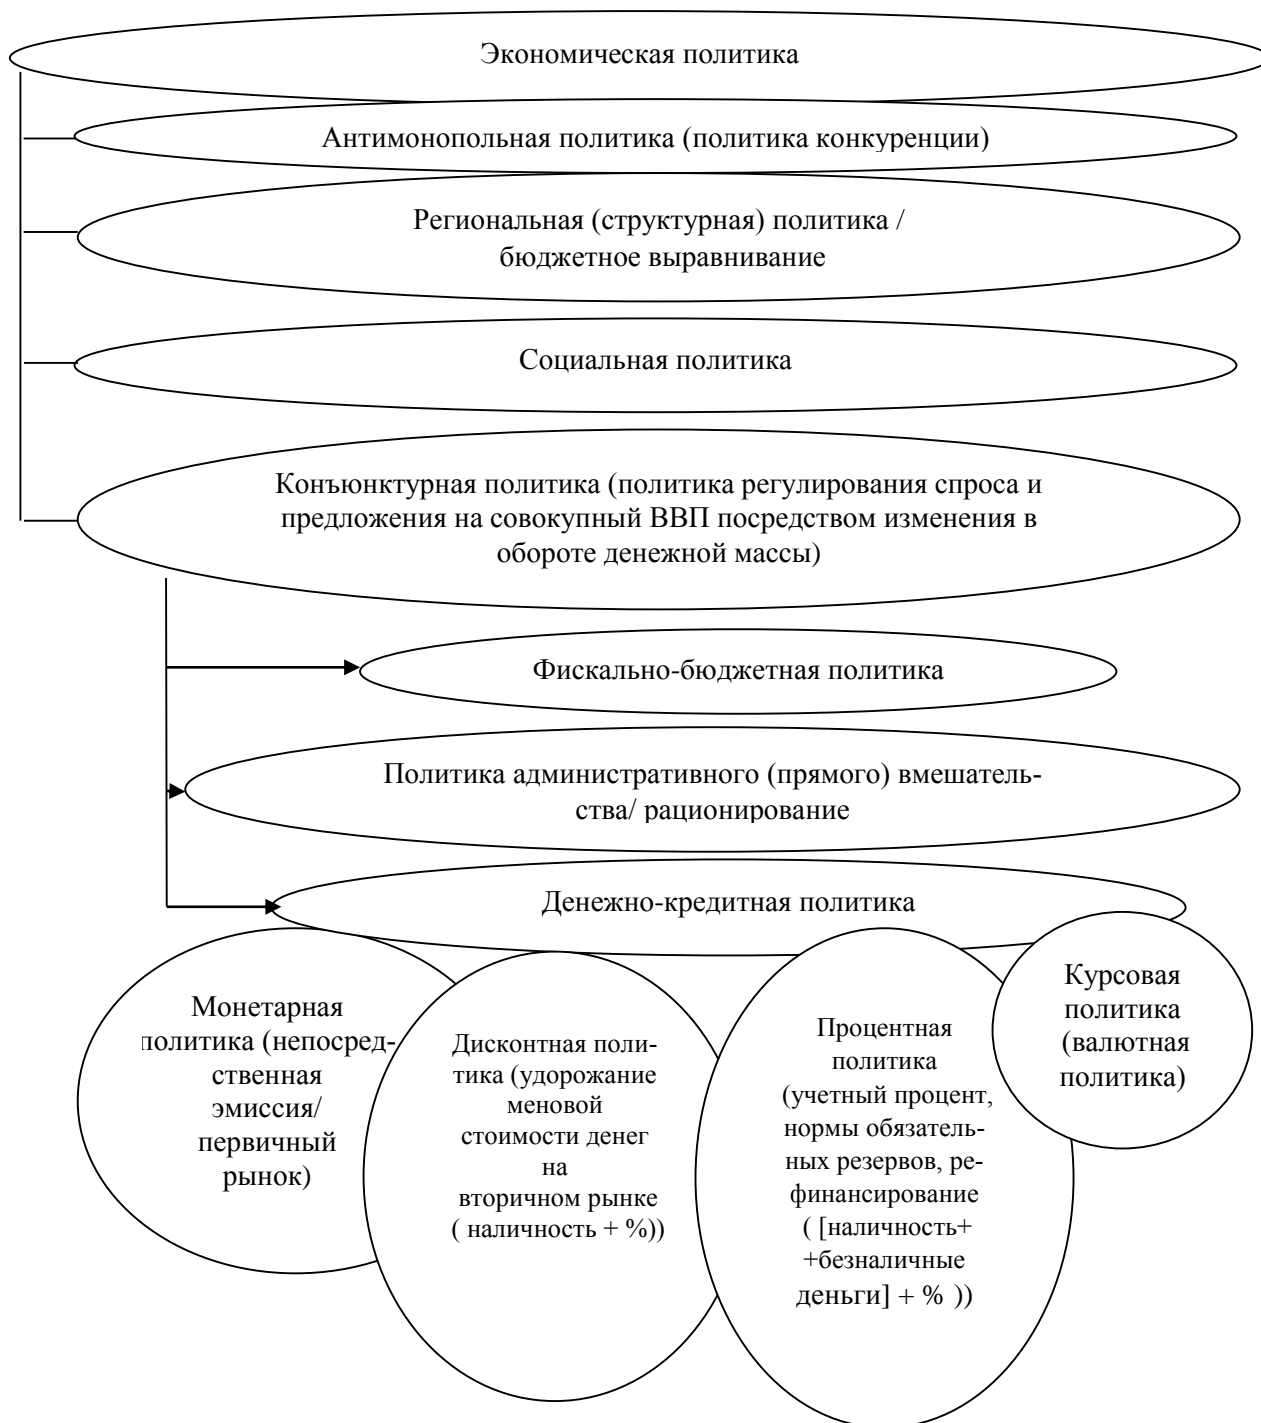 Экономическая политика
Антимонопольная политика (политика конкуренции)
Региональная (структурная) политика /
бюджетное выравнивание
Социальная политика
Конъюнктурная политика (политика регулирования спроса и
предложения на совокупный ВВП посредством изменения в
обороте денежной массы)
Фискально-бюджетная политика
Политика административного (прямого) вмешатель-
ства/ рационирование
Денежно-кредитная политика
Монетарная
политика (непосред-
ственная
эмиссия/
первичный
рынок)
Дисконтная поли-
тика (удорожание
меновой
стоимости денег
на
вторичном рынке
( наличность + %))
Процентная
политика
(учетный процент,
нормы обязатель-
ных резервов, ре-
финансирование
( [наличность+
+безналичные
деньги] + % ))
Курсовая
политика
(валютная
политика)